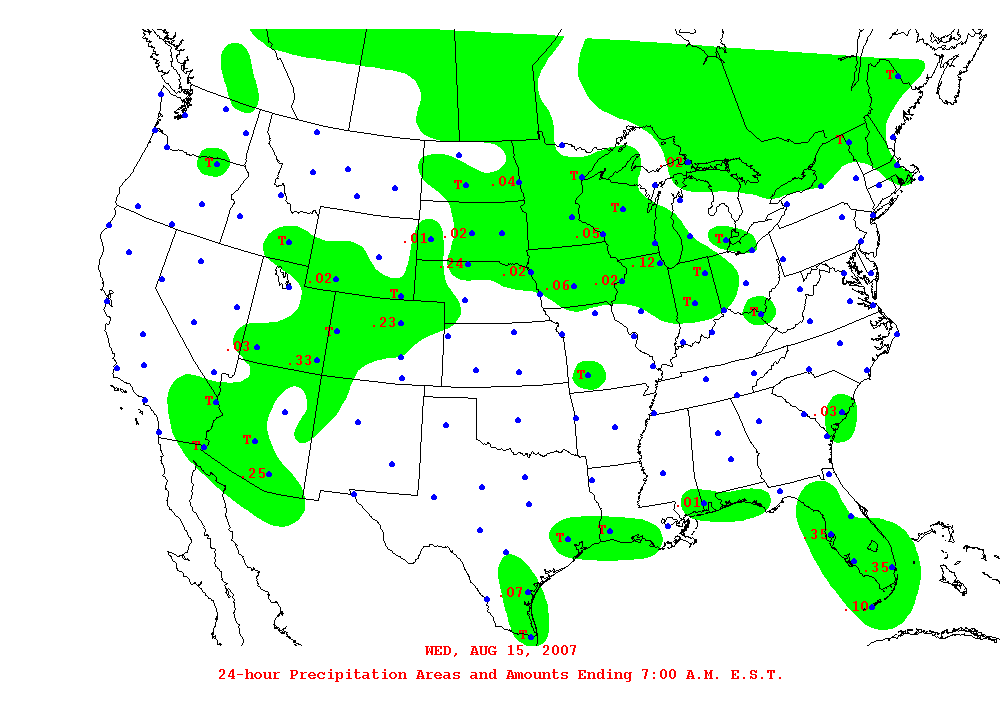 T
T
.02
T
T
.04
T
T
.01
.02
.05
T
T
.24
.02
.12
T
.02
T
.06
.02
T
T
.23
T
.03
.33
T
T
.03
T
T
.25
.01
T
T
.35
.35
.07
.10
T
WED, AUG 15, 2007
24-hour Precipitation Areas and Amounts Ending 7:00 A.M. E.S.T.